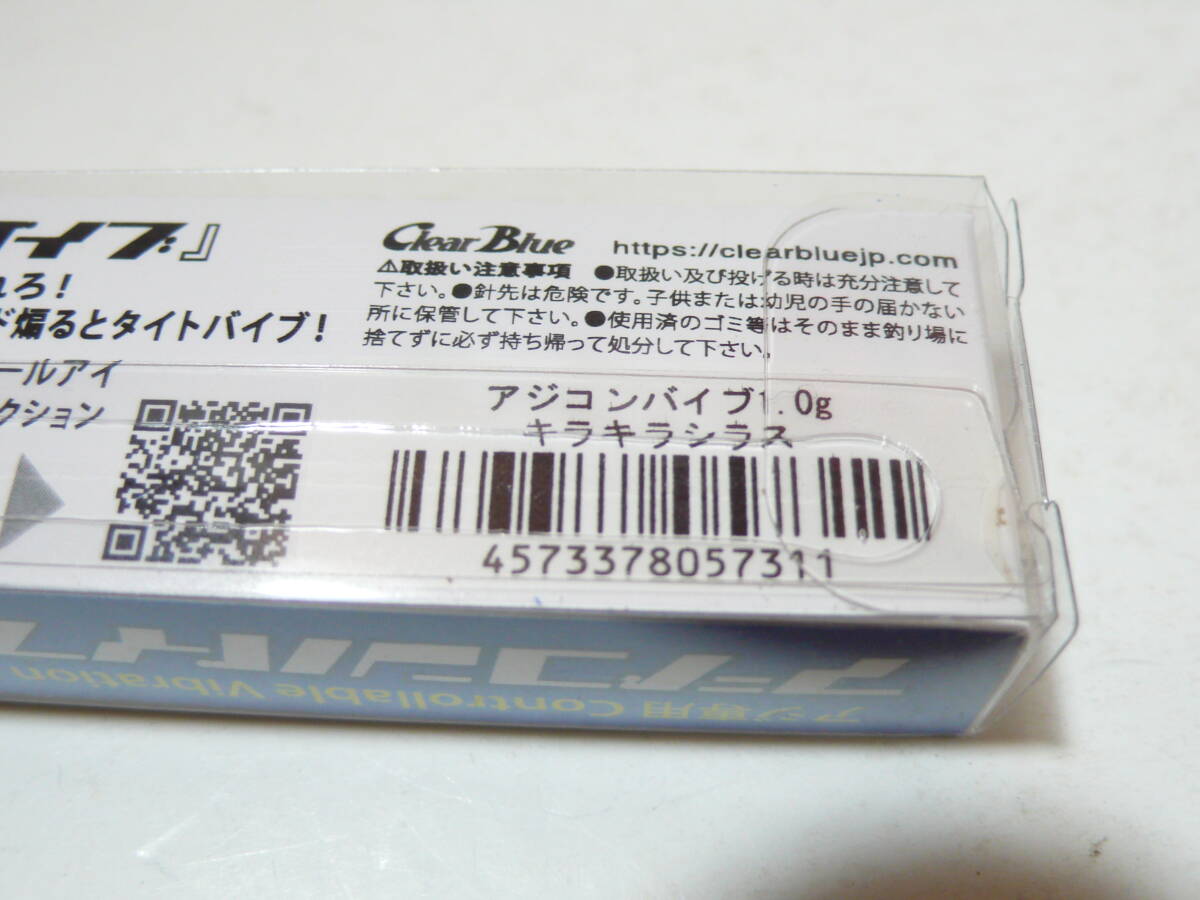 イブ』
ろ！
ド煽るとタイトバイブ！
ールアイ
クション
Clear Blue https://clearbluejp.com
⚠取扱い注意事項 ●取扱い及び投げる時は充分注意して
下さい。●針先は危険です。子供または幼児の手の届かない
所に保管して下さい。●使用済のゴミ等はそのまま釣り場に
捨てずに必ず持ち帰って処分して下さい。
アジコンバイブ1.0g
キラキラシラス
4573378057311
アジコンバイブ
アジ専用 Controllable Vibration